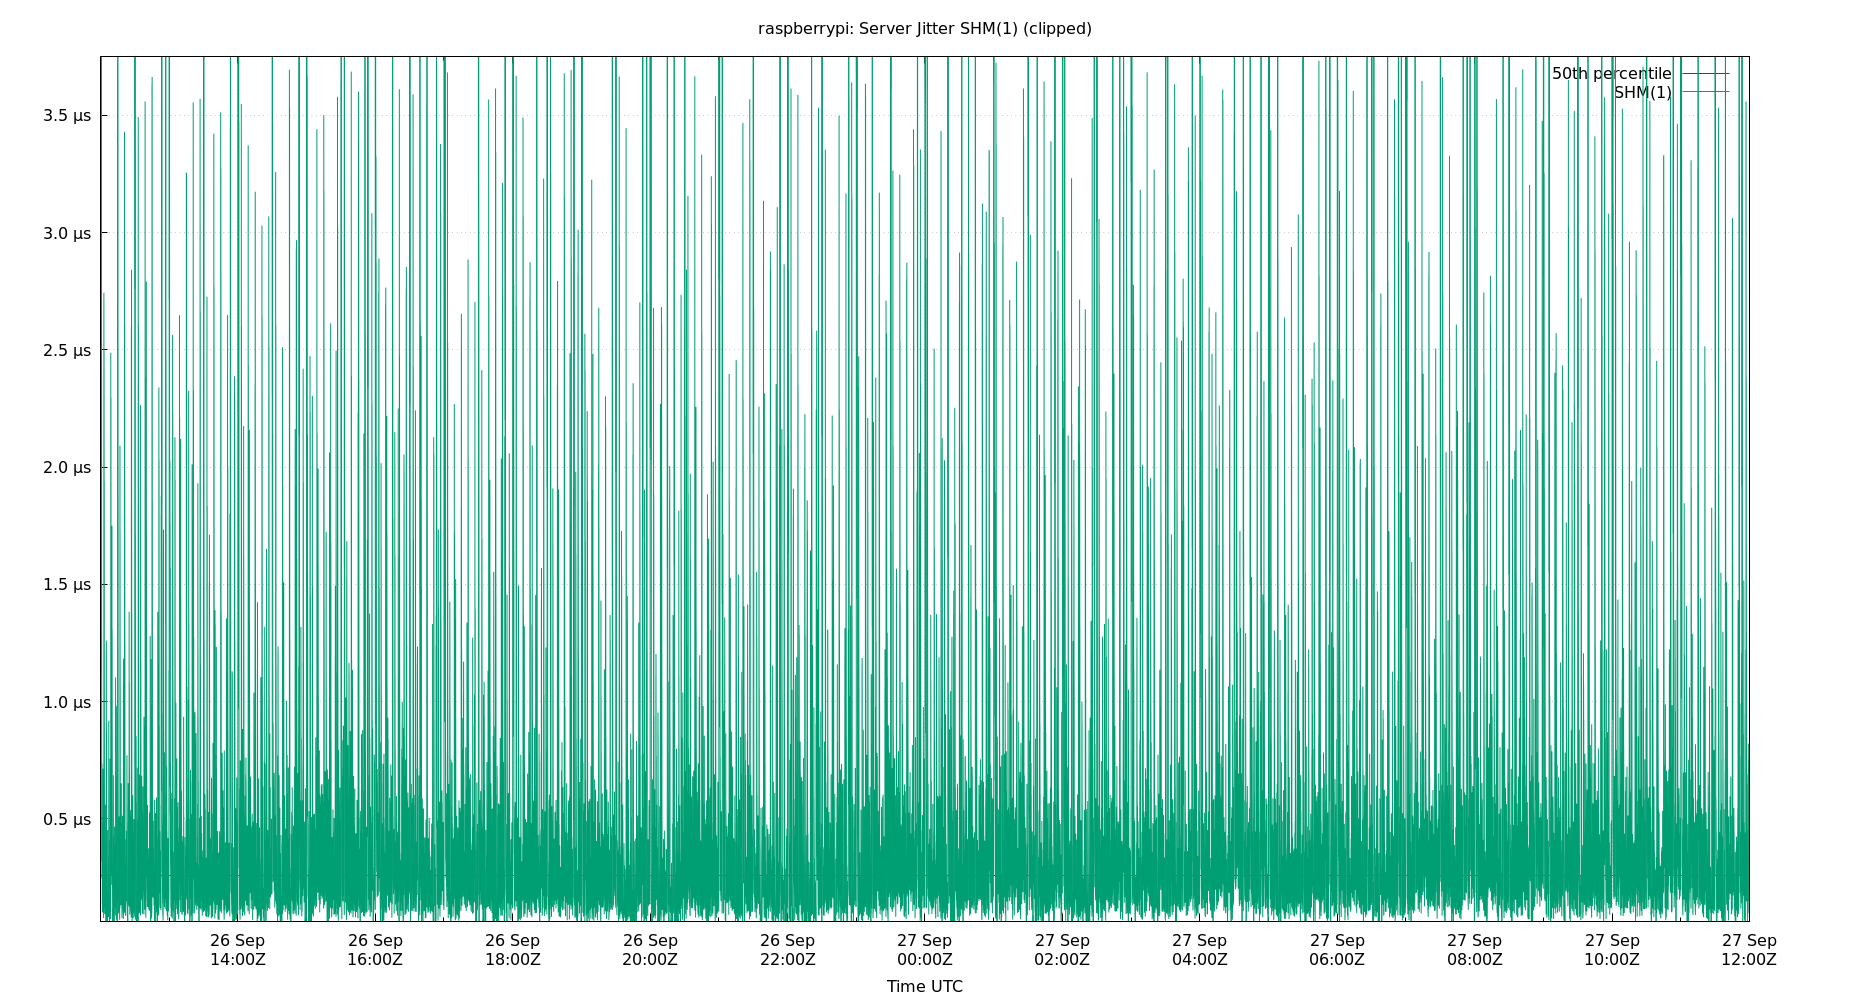 raspberrypi: Server Jitter SHM(1) (clipped)
50th percentile
SHM(1)
3.5 µs
3.0 µs
2.5 µs
2.0 µs
1.5 µs
1.0 µs
0.5 µs
26 Sep 26 Sep 26 Sep 26 Sep 26 Sep 27 Sep 27 Sep 27 Sep 27 Sep 27 Sep 27 Sep 27 Sep
14:00Z 16:00Z 18:00Z 20:00Z 22:00Z 00:00Z 02:00Z 04:00Z 06:00Z 08:00Z 10:00Z 12:00Z
Time UTC